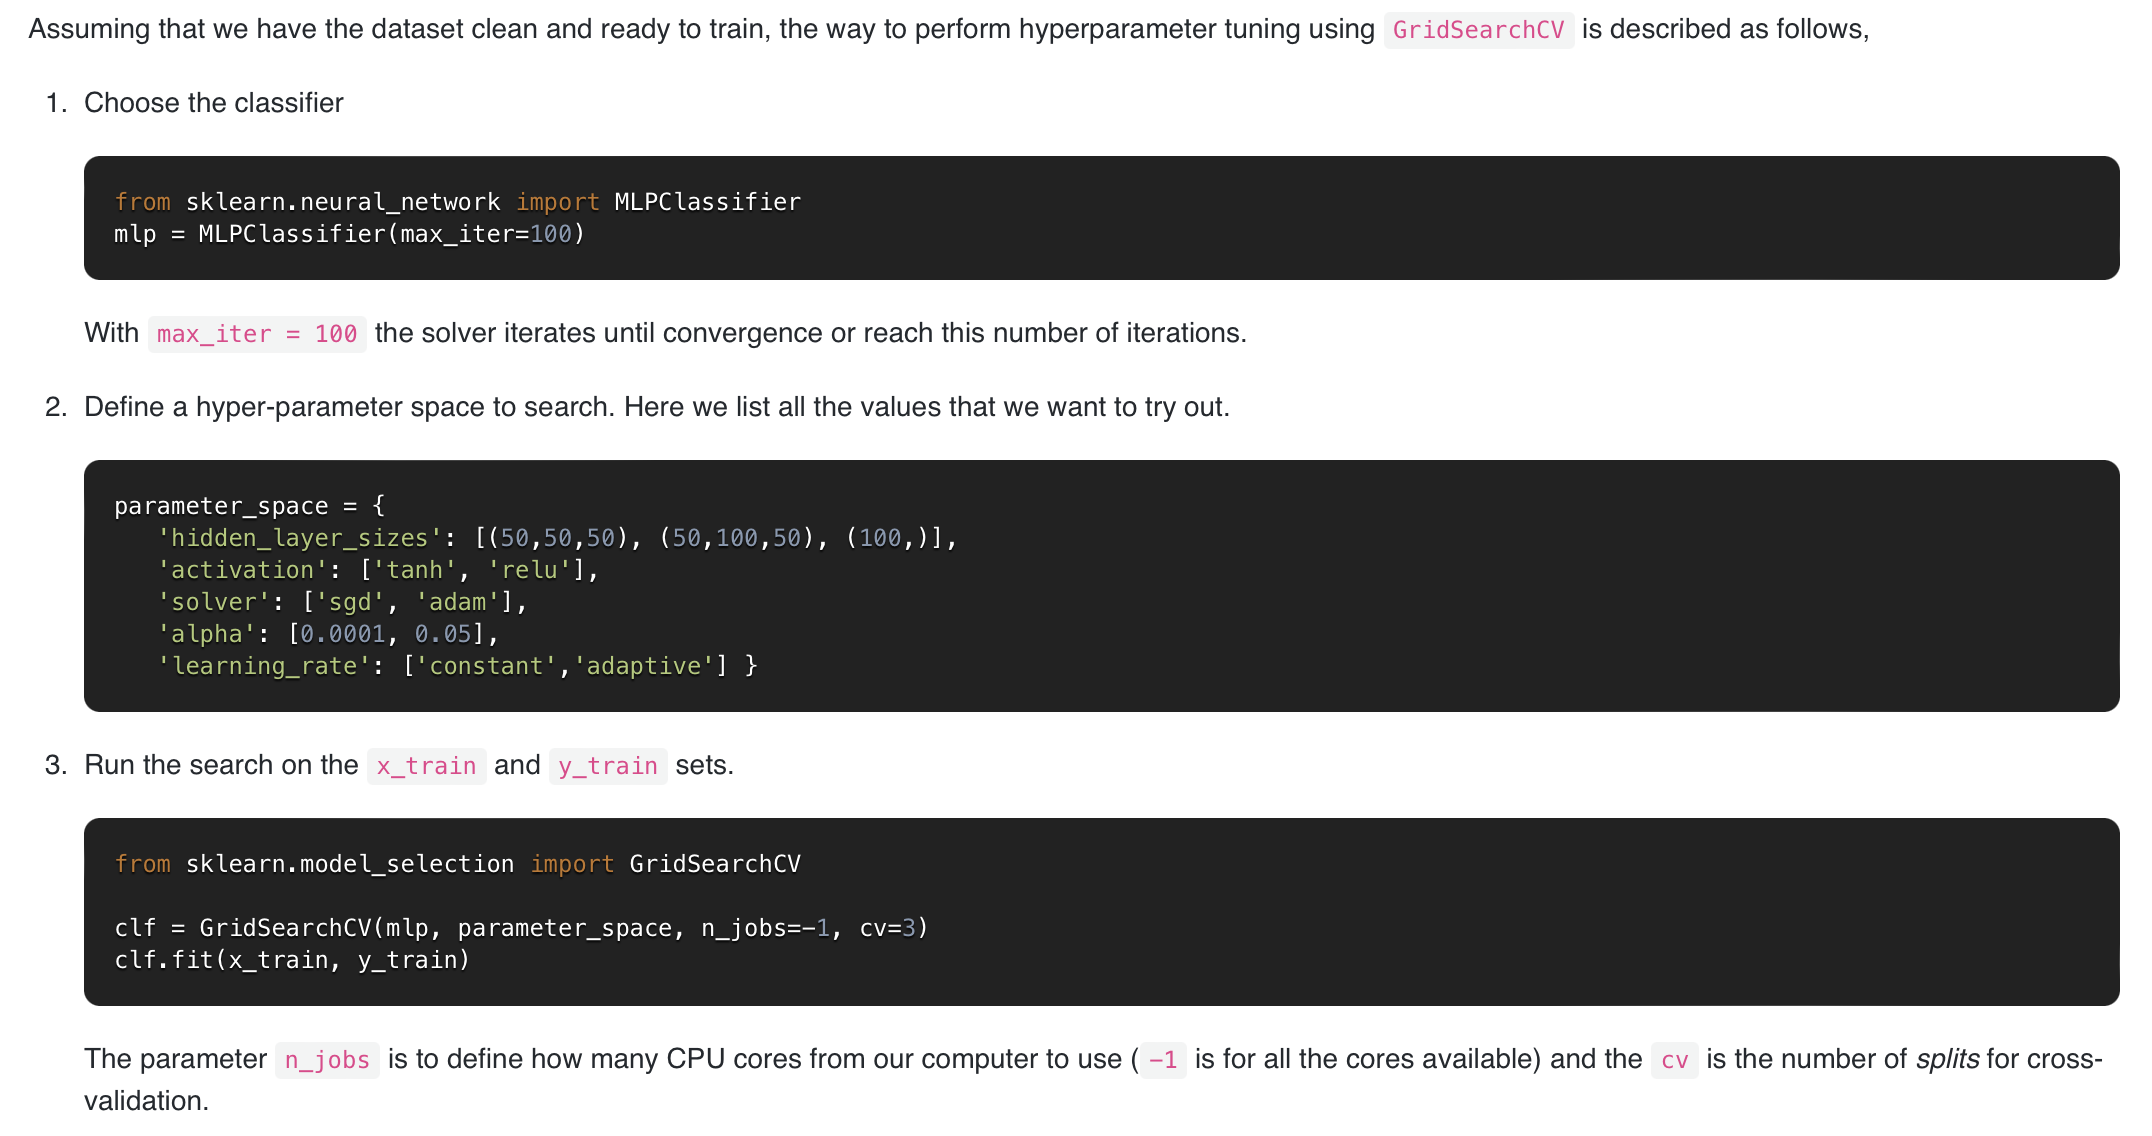 Assuming that we have the dataset clean and ready to train, the way to perform hyperparameter tuning using GridSearchCV is described as follows,
1. Choose the classifier
from sklearn.neural_network import MLPClassifier
mlp = MLPClassifier(max_iter=100)
With max_iter = 100 the solver iterates until convergence or reach this number of iterations.
2. Define a hyper-parameter space to search. Here we list all the values that we want to try out.
parameter_space = {
   'hidden_layer_sizes': [(50,50,50), (50,100,50), (100,)],
   'activation': ['tanh', 'relu'],
   'solver': ['sgd', 'adam'],
   'alpha': [0.0001, 0.05],
   'learning_rate': ['constant','adaptive'] }
3. Run the search on the x_train and y_train sets.
from sklearn.model_selection import GridSearchCV
clf = GridSearchCV(mlp, parameter_space, n_jobs=-1, cv=3)
clf.fit(x_train, y_train)
The parameter n_jobs is to define how many CPU cores from our computer to use ( -1 is for all the cores available) and the cv is the number of splits for cross-
validation.